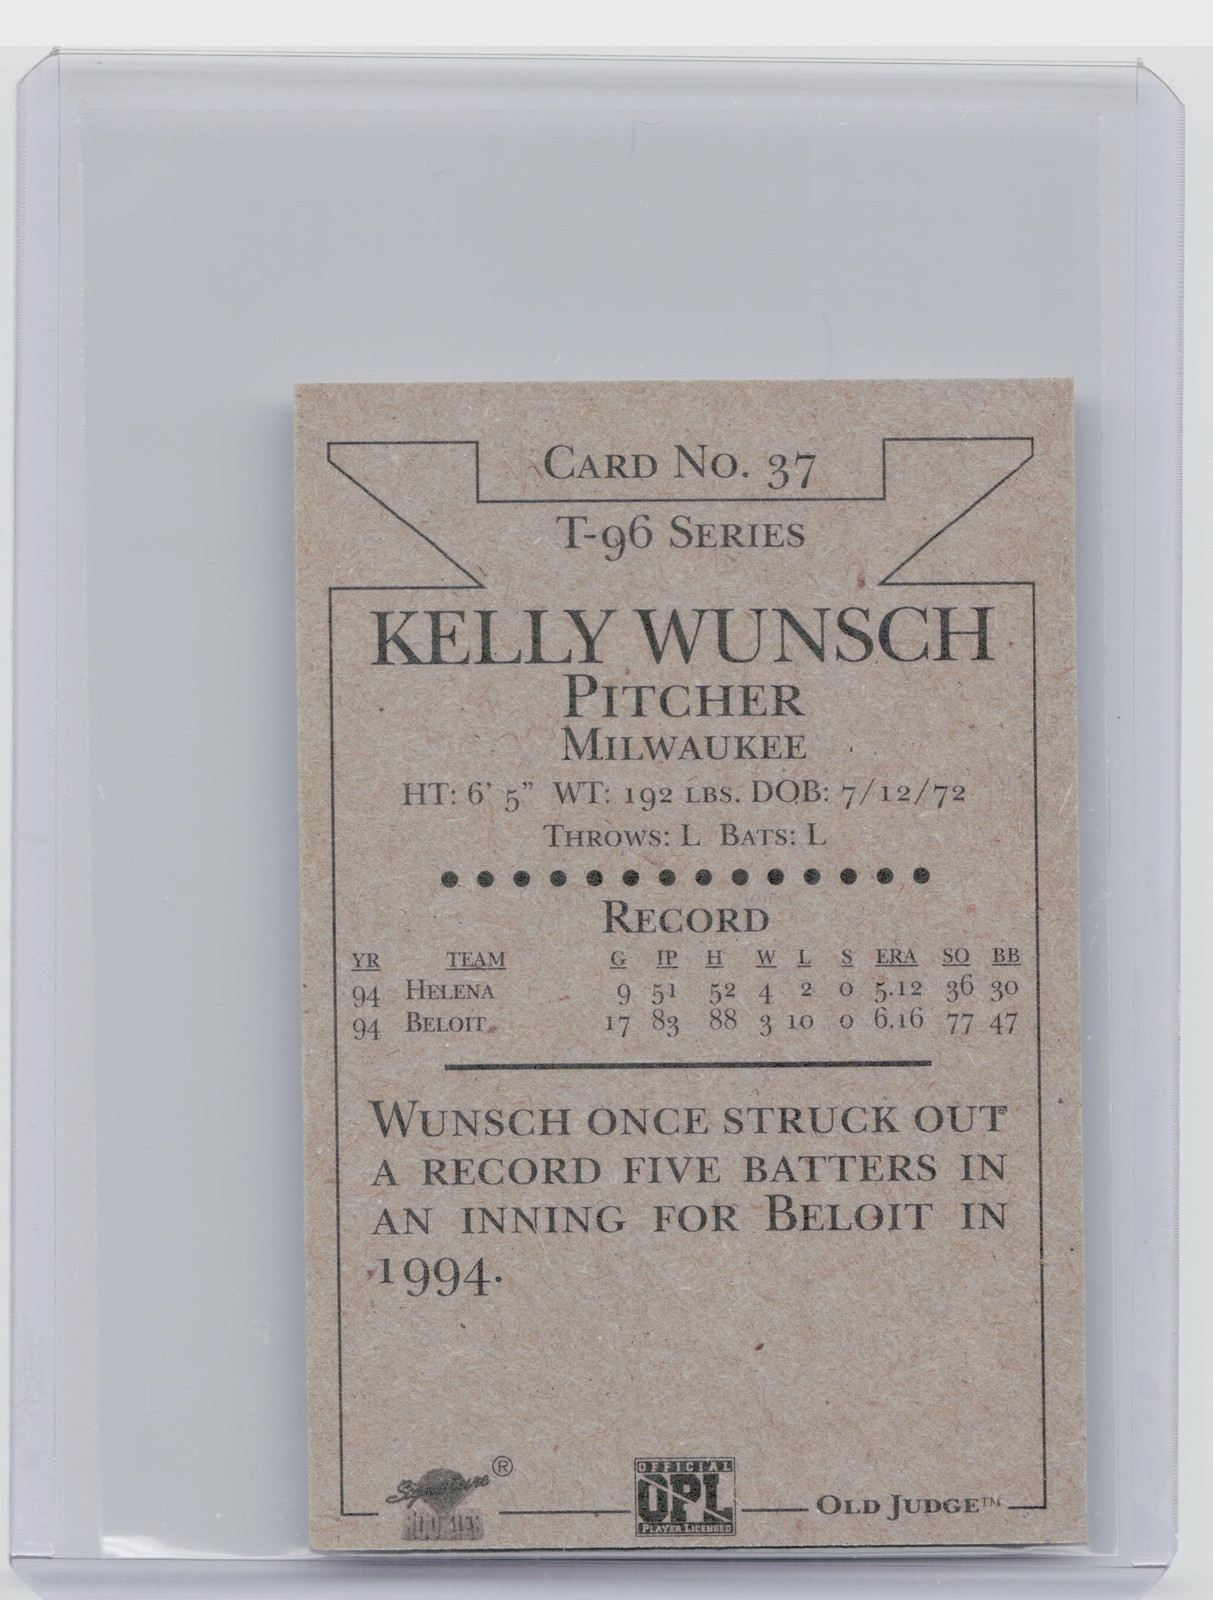 Card No. 37
T-96 Series
KELLY WUNSCH
Pitcher
Milwaukee
HT: 6' 5" WT: 192 lbs. DOB: 7/12/72
Throws: L Bats: L
Record
YR TEAM G IP H W L S ERA SO BB
94 Helena 9 51 52 4 2 0 5.12 36 30
94 Beloit 17 83 88 3 10 0 6.16 77 47
Wunsch once struck out
a record five batters in
an inning for Beloit in
1994.
Signature ®
OFFICIAL
OPL
Player Licensed
Old Judge™